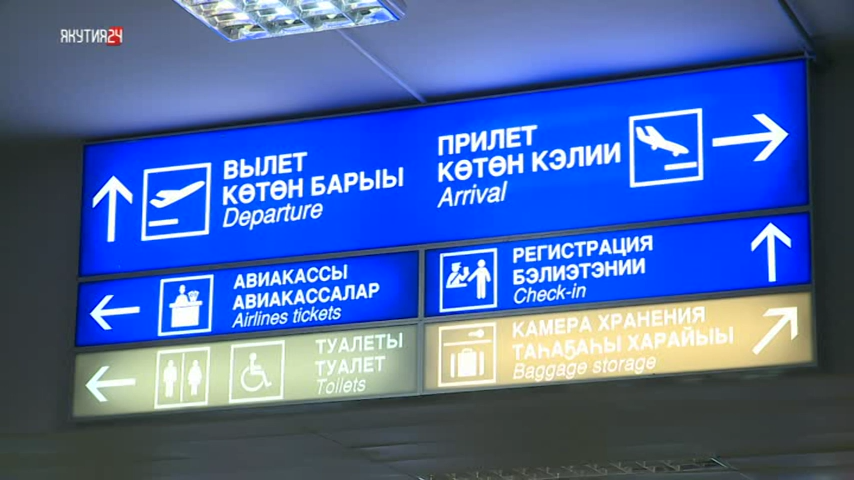 ЯКУТИЯ24
ВЫЛЕТ
КӨТӨН БАРЫЫ
Departure
ПРИЛЕТ
КӨТӨН КЭЛИИ
Arrival
АВИАКАССЫ
АВИАКАССАЛАР
Airlines tickets
РЕГИСТРАЦИЯ
БЭЛИЭТЭНИИ
Check-in
ТУАЛЕТЫ
ТУАЛЕТ
Toilets
КАМЕРА ХРАНЕНИЯ
ТАҺАҔАҺЫ ХАРАЙЫЫ
Baggage storage